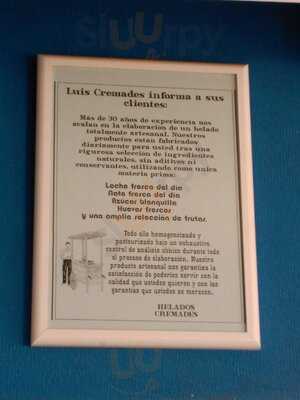 Luis Cremades informa a sus
clientes:
Más de 30 años de experiencia nos
avalan en la elaboración de un helado
totalmente artesanal. Nuestros
productos están fabricados
diariamente para usted tras una
rigurosa selección de ingredientes
naturales, sin aditivos ni
conservantes, utilizando como unica
materia prima:
Leche fresca del día
Nata fresca del día
Azúcar blanquilla
Huevos frescos
y una amplia selección de frutas.
Todo ello homogeneizado y
pasteurizado bajo un exhaustivo
control de análisis clínico durante todo
el proceso de elaboración. Nuestro
producto artesanal nos garantiza la
satisfacción de poderles servir con la
calidad que ustedes quieren y con las
garantías que ustedes se merecen.
HELADOS
CREMADES